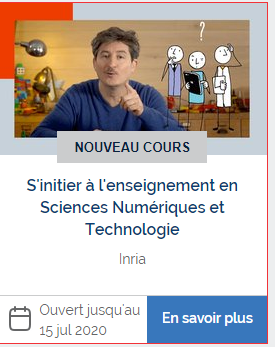 ?
NOUVEAU COURS
S'initier à l'enseignement en
Sciences Numériques et
Technologie
Inria
Ouvert jusqu'au
15 jul 2020
En savoir plus